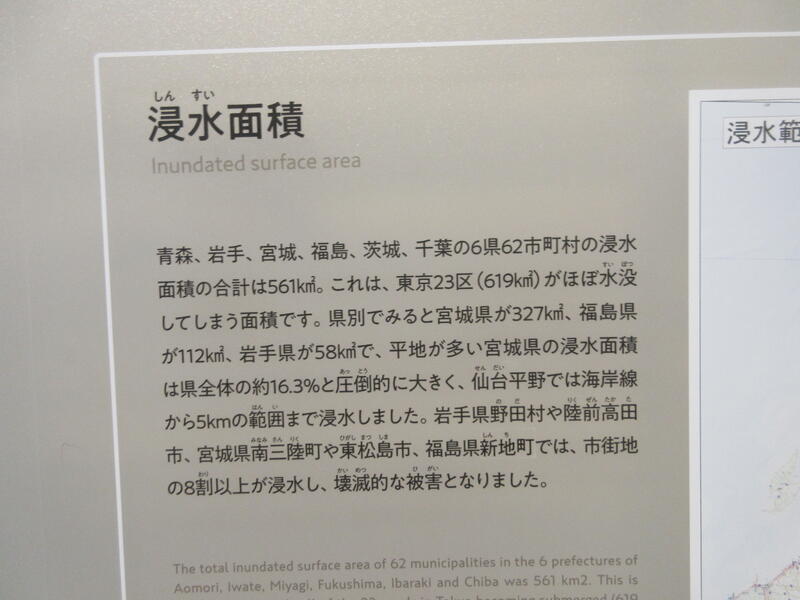 浸水面積
Inundated surface area
浸水範
青森、岩手、宮城、福島、茨城、千葉の6県62市町村の浸水
面積の合計は561㎢。これは、東京23区（619㎢）がほぼ水没
してしまう面積です。県別でみると宮城県が327㎢、福島県
が112㎢、岩手県が58㎢で、平地が多い宮城県の浸水面積
は県全体の約16.3%と圧倒的に大きく、仙台平野では海岸線
から5kmの範囲まで浸水しました。岩手県野田村や陸前高田
市、宮城県南三陸町や東松島市、福島県新地町では、市街地
の8割以上が浸水し、壊滅的な被害となりました。
The total inundated surface area of 62 municipalities in the 6 prefectures of
Aomori, Iwate, Miyagi, Fukushima, Ibaraki and Chiba was 561 km2. This is